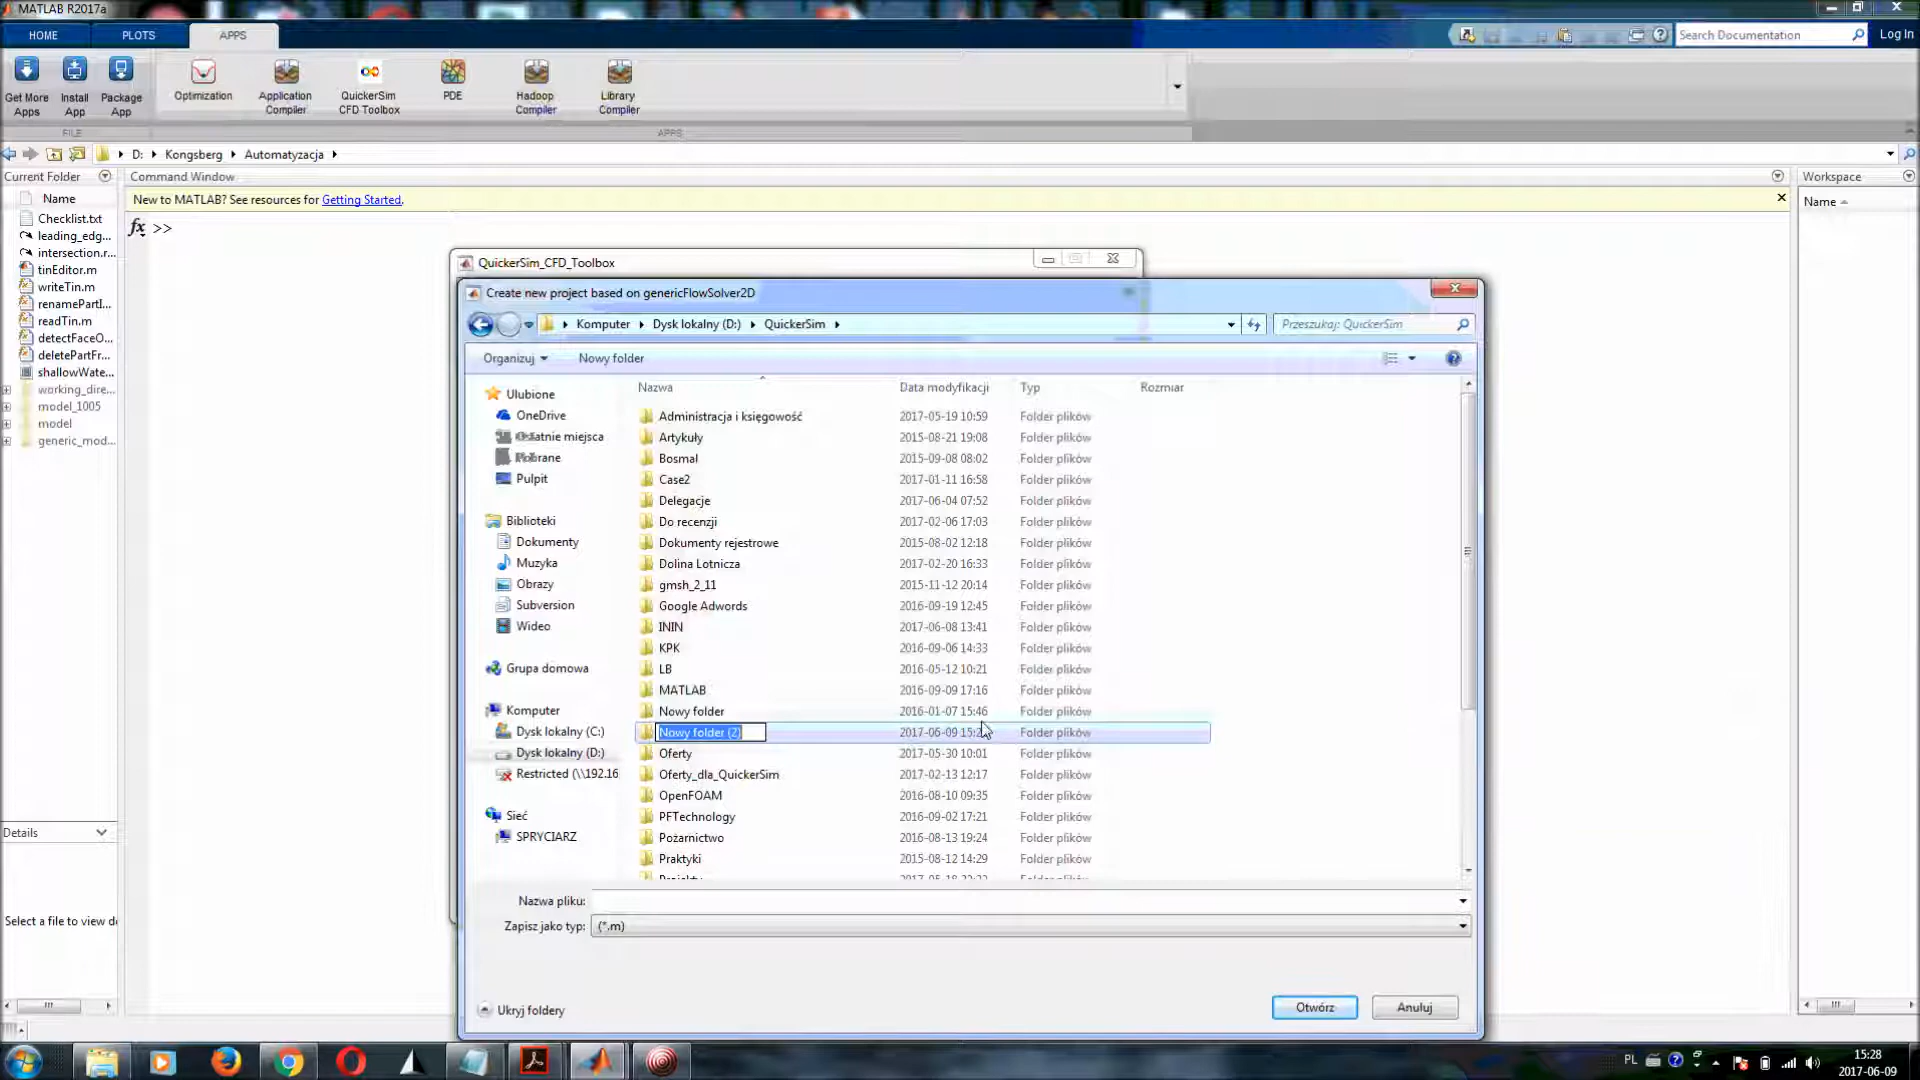 MATLAB R2017a
HOME PLOTS APPS
Search Documentation Log In
Get More Apps
Install App
Package App
Optimization
Application Compiler
QuickerSim CFD Toolbox
PDE
Hadoop Compiler
Library Compiler
FILE APPS
D: Kongsberg Automatyzacja
Current Folder
Name
Checklist.txt
leading_edg...
intersection.r...
tinEditor.m
writeTin.m
renamePartI...
readTin.m
detectFaceO...
deletePartFr...
shallowWate...
working_dire...
model_1005
model
generic_mod...
Details
Select a file to view de
Command Window
New to MATLAB? See resources for Getting Started.
fx >>
Workspace
Name
QuickerSim_CFD_Toolbox
Create new project based on genericFlowSolver2D
Komputer Dysk lokalny (D:) QuickerSim
Przeszukaj: QuickerSim
Organizuj Nowy folder
Ulubione
OneDrive
Ostatnie miejsca
Pobrane
Pulpit
Biblioteki
Dokumenty
Muzyka
Obrazy
Subversion
Wideo
Grupa domowa
Komputer
Dysk lokalny (C:)
Dysk lokalny (D:)
Restricted (\\192.16
Sieć
SPRYCIARZ
Nazwa Data modyfikacji Typ Rozmiar
Administracja i księgowość 2017-05-19 10:59 Folder plików
Artykuły 2015-08-21 19:08 Folder plików
Bosmal 2015-09-08 08:02 Folder plików
Case2 2017-01-11 16:58 Folder plików
Delegacje 2017-06-04 07:52 Folder plików
Do recenzji 2017-02-06 17:03 Folder plików
Dokumenty rejestrowe 2015-08-02 12:18 Folder plików
Dolina Lotnicza 2017-02-20 16:33 Folder plików
gmsh_2_11 2015-11-12 20:14 Folder plików
Google Adwords 2016-09-19 12:45 Folder plików
ININ 2017-06-08 13:41 Folder plików
KPK 2016-09-06 14:33 Folder plików
LB 2016-05-12 10:21 Folder plików
MATLAB 2016-09-09 17:16 Folder plików
Nowy folder 2016-01-07 15:46 Folder plików
Nowy folder (2) 2017-06-09 Folder plików
Oferty 2017-05-30 10:01 Folder plików
Oferty_dla_QuickerSim 2017-02-13 12:17 Folder plików
OpenFOAM 2016-08-10 09:35 Folder plików
PFTechnology 2016-09-02 17:21 Folder plików
Pożarnictwo 2016-08-13 19:24 Folder plików
Praktyki 2015-08-12 14:29 Folder plików
Nazwa pliku:
Zapisz jako typ: (*.m)
Ukryj foldery
Otwórz Anuluj
PL
15:28
2017-06-09